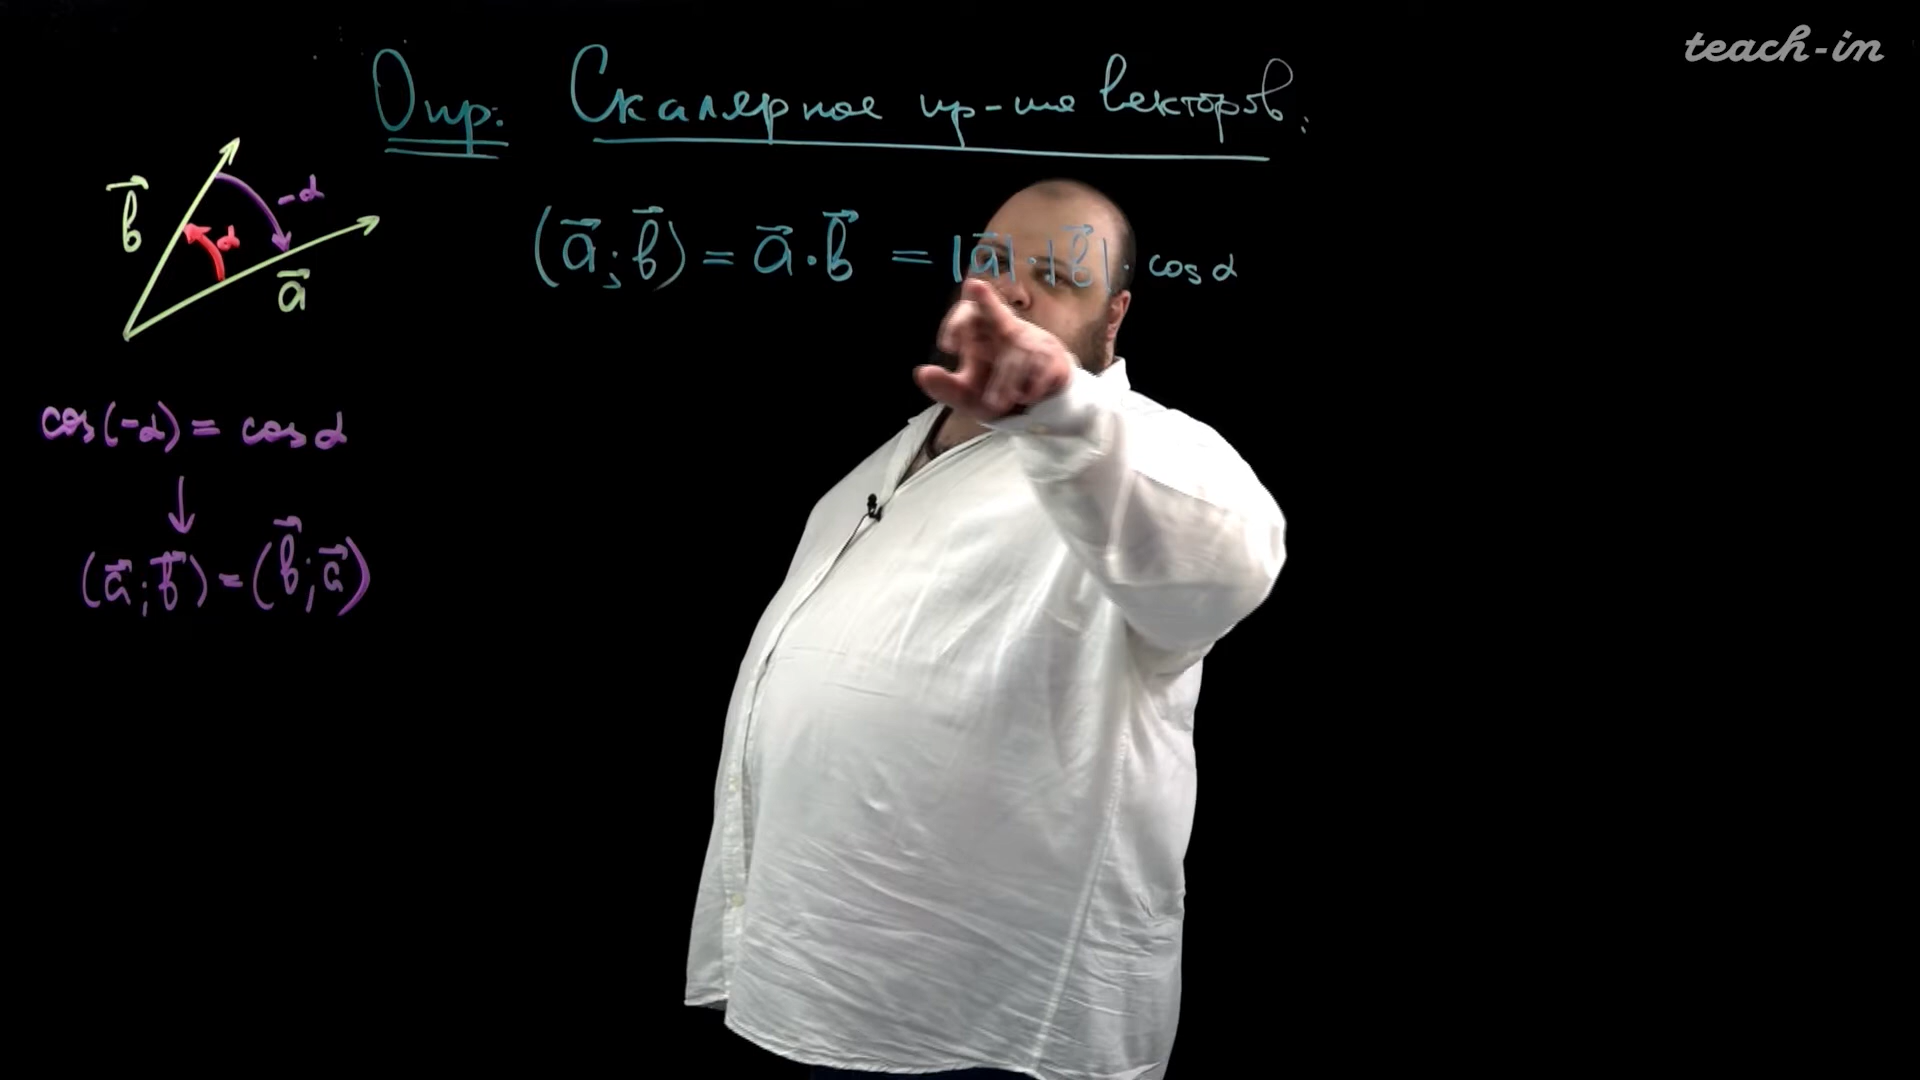 teach-in
Опр: Скалярное пр-ие векторов:
(a⃗; b⃗) = a⃗ · b⃗ = |a⃗| · |b⃗| · cos α
b⃗
-α
α
a⃗
cos(-α) = cos α
↓
(a⃗; b⃗) = (b⃗; a⃗)